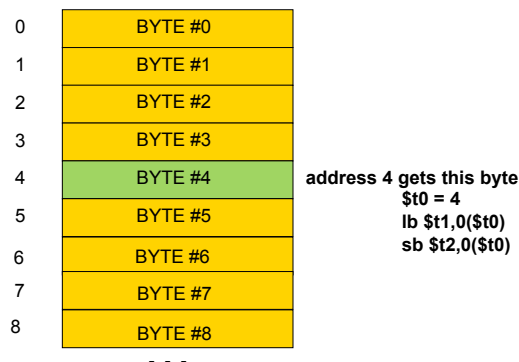 0 BYTE #0
1 BYTE #1
2 BYTE #2
3 BYTE #3
4 BYTE #4 address 4 gets this byte
$t0 = 4
5 BYTE #5 lb $t1,0($t0)
sb $t2,0($t0)
6 BYTE #6
7 BYTE #7
8 BYTE #8
...